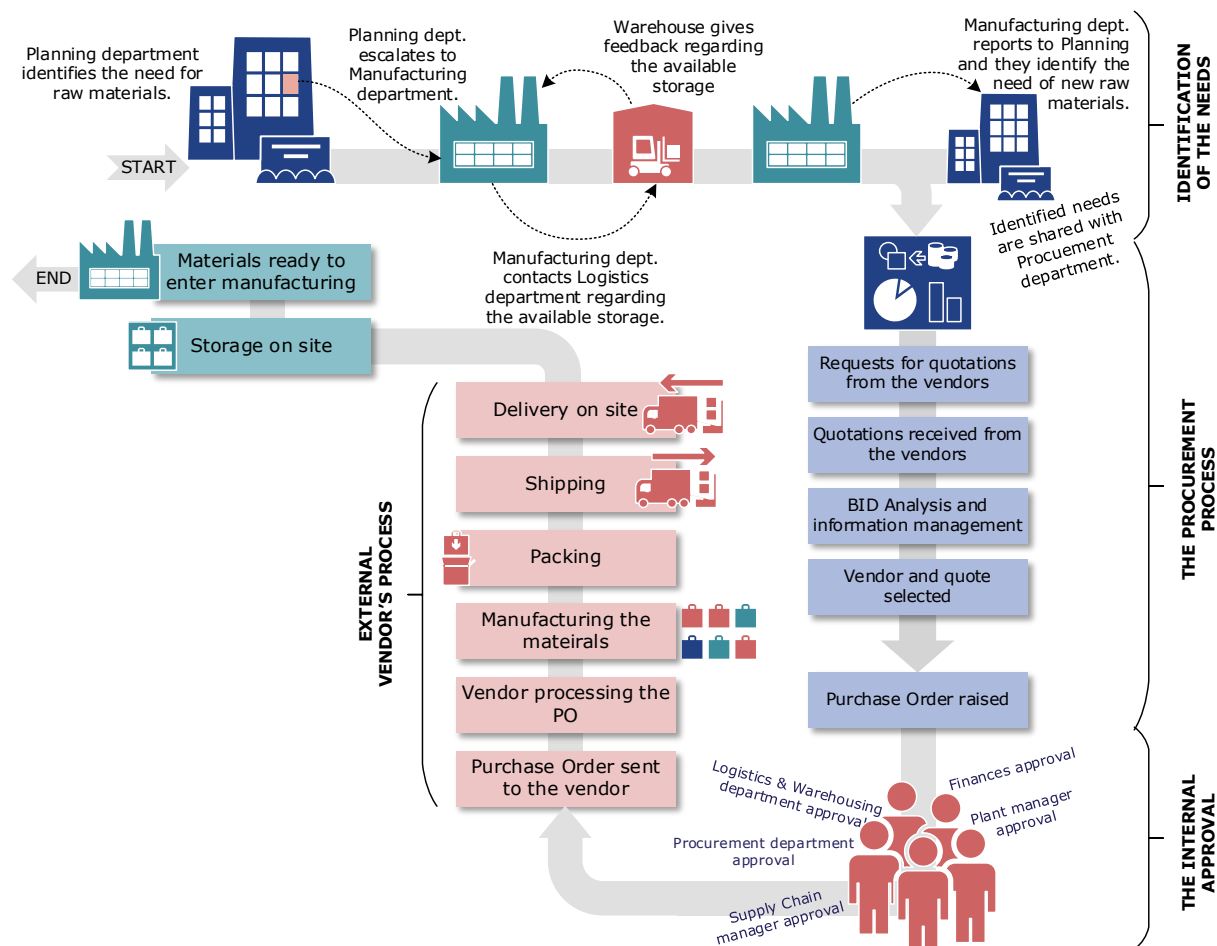 Planning department
identifies the need for
raw materials.
Planning dept.
escalates to
Manufacturing
department.
Warehouse gives
feedback regarding
the available
storage
Manufacturing dept.
reports to Planning
and they identify the
need of new raw
materials.
IDENTIFICATION
OF THE NEEDS
START
Identified needs
are shared with
Procuement
department.
Manufacturing dept.
contacts Logistics
department regarding
the available storage.
END
Materials ready to
enter manufacturing
Storage on site
Requests for quotations
from the vendors
Quotations received from
the vendors
BID Analysis and
information management
Vendor and quote
selected
Purchase Order raised
THE PROCUREMENT
PROCESS
Logistics & Warehousing
department approval
Finances approval
Plant manager
approval
Procurement department
approval
Supply Chain
manager approval
THE INTERNAL
APPROVAL
EXTERNAL
VENDOR'S PROCESS
Delivery on site
Shipping
Packing
Manufacturing the
mateirals
Vendor processing the
PO
Purchase Order sent
to the vendor